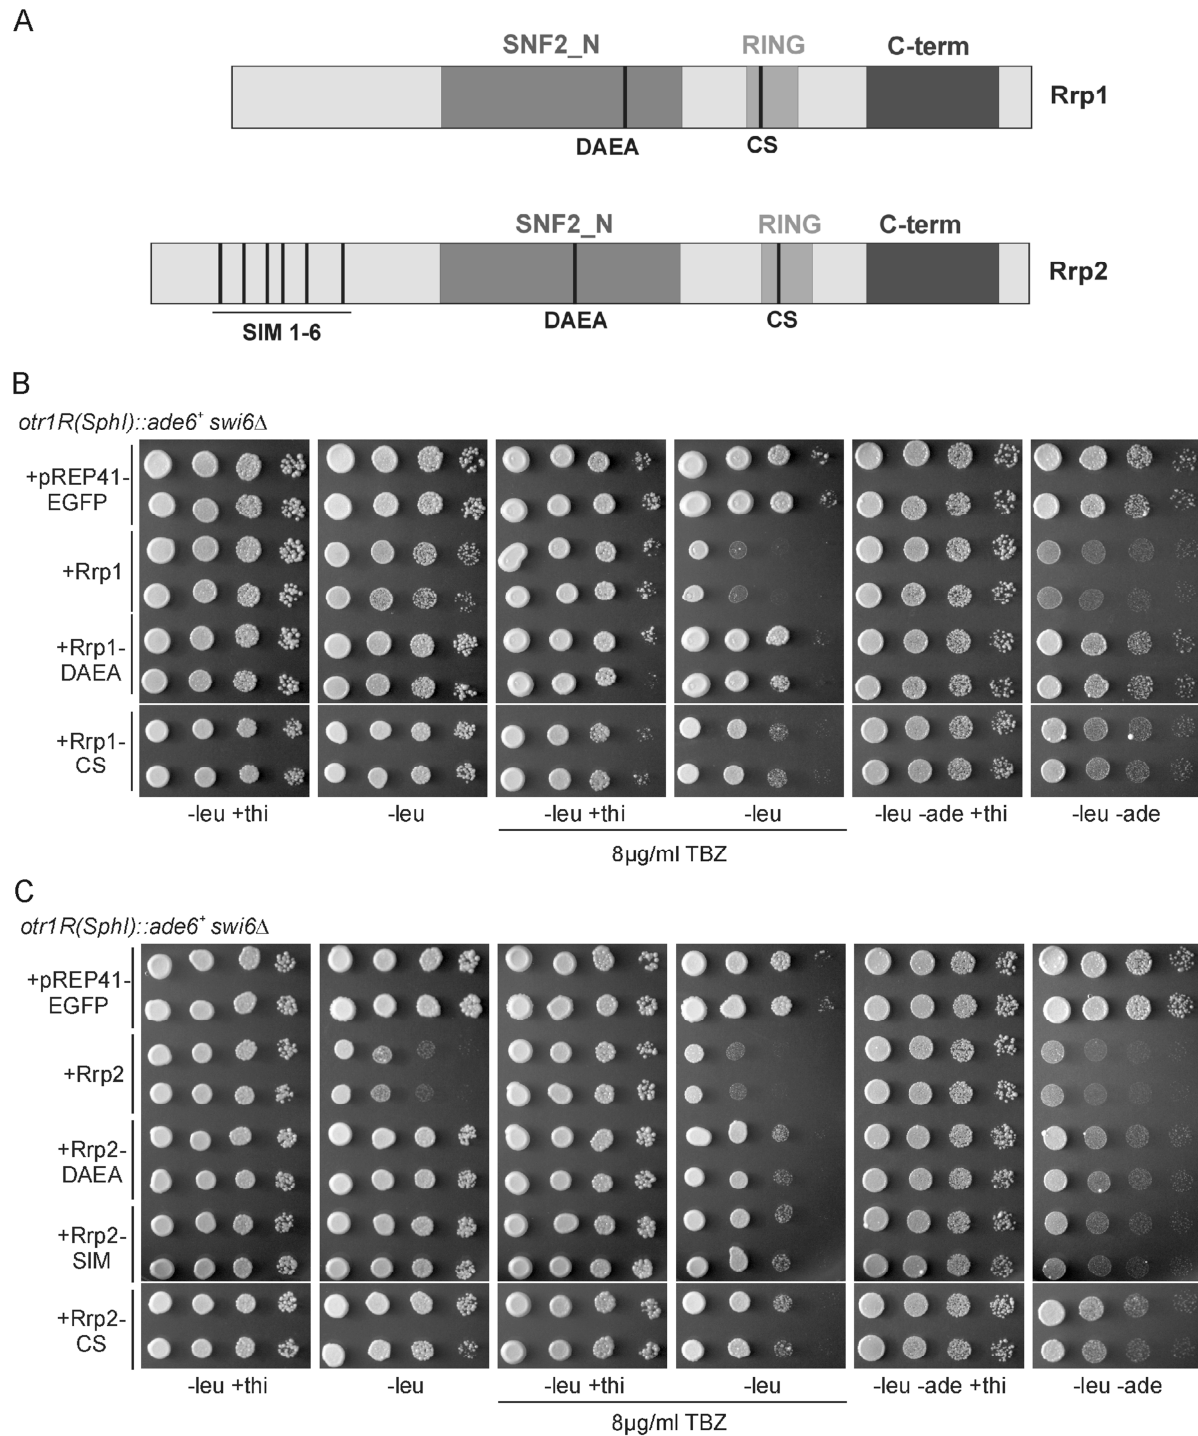 A
SNF2_N RING C-term
Rrp1
DAEA CS
SNF2_N RING C-term
Rrp2
DAEA CS
SIM 1-6
B
otr1R(SphI)::ade6⁺ swi6Δ
+pREP41-
EGFP
+Rrp1
+Rrp1-
DAEA
+Rrp1-
CS
-leu +thi -leu -leu +thi -leu -leu -ade +thi -leu -ade
8µg/ml TBZ
C
otr1R(SphI)::ade6⁺ swi6Δ
+pREP41-
EGFP
+Rrp2
+Rrp2-
DAEA
+Rrp2-
SIM
+Rrp2-
CS
-leu +thi -leu -leu +thi -leu -leu -ade +thi -leu -ade
8µg/ml TBZ